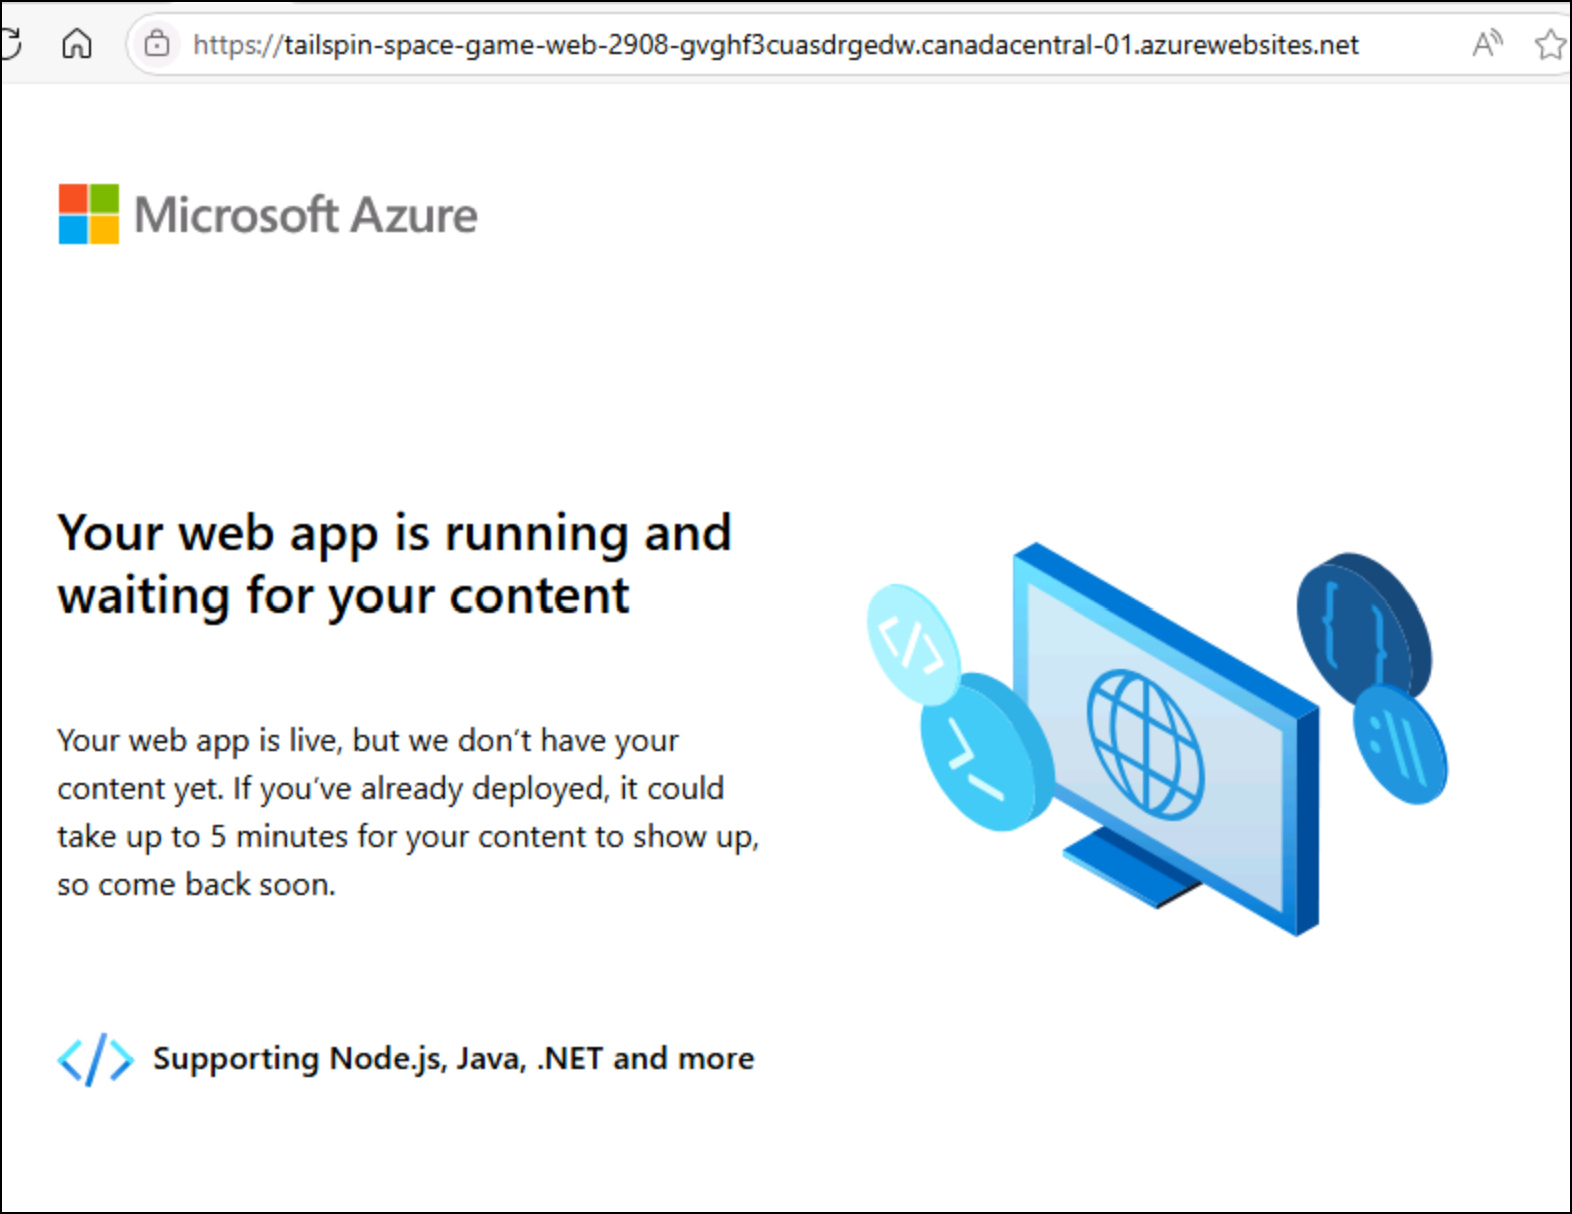 https://tailspin-space-game-web-2908-gvghf3cuasdrgedw.canadacentral-01.azurewebsites.net
Microsoft Azure
Your web app is running and
waiting for your content
Your web app is live, but we don’t have your
content yet. If you’ve already deployed, it could
take up to 5 minutes for your content to show up,
so come back soon.
</> Supporting Node.js, Java, .NET and more